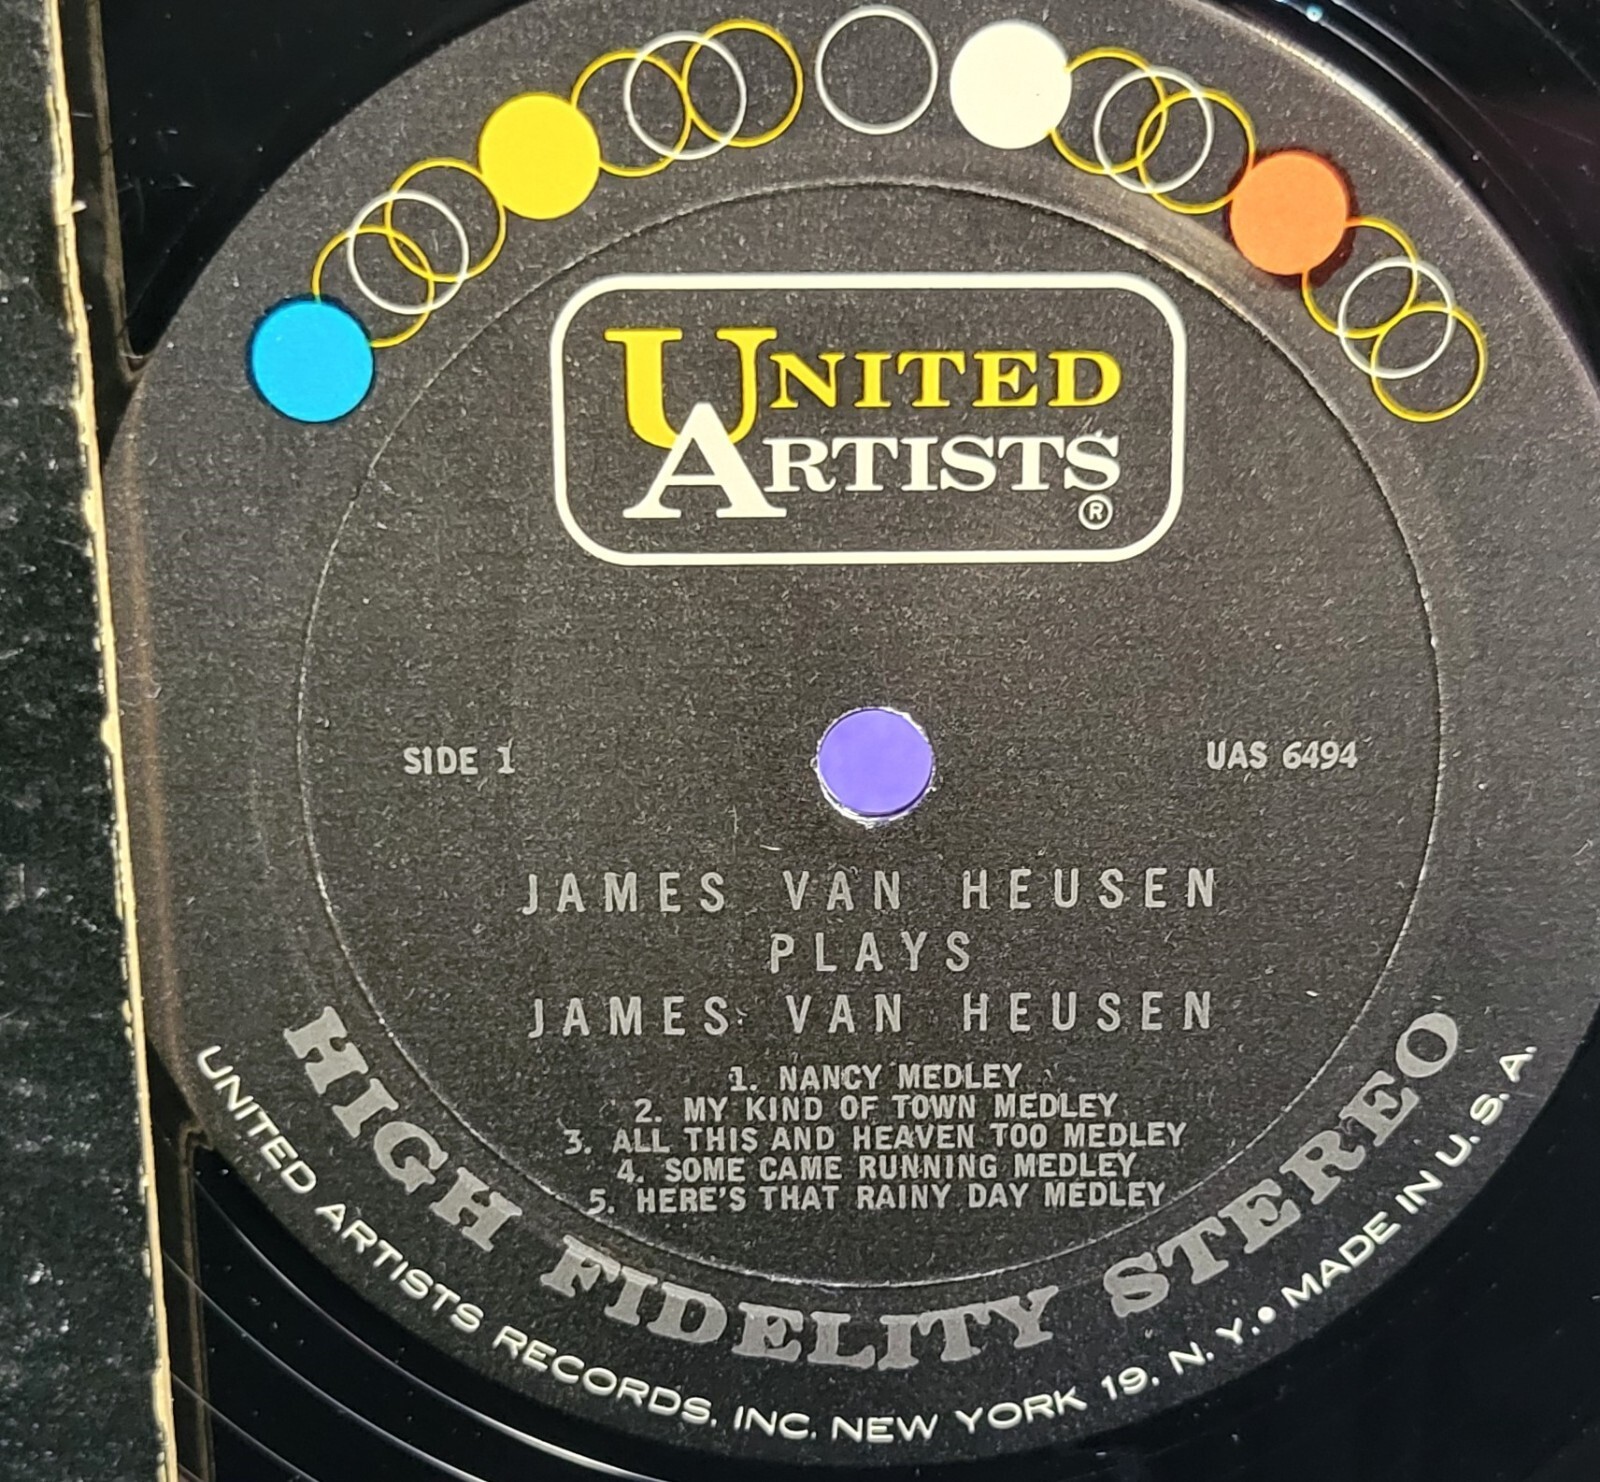 UNITED
ARTISTS
®
SIDE 1
UAS 6494
JAMES VAN HEUSEN
PLAYS
JAMES VAN HEUSEN
1. NANCY MEDLEY
2. MY KIND OF TOWN MEDLEY
3. ALL THIS AND HEAVEN TOO MEDLEY
4. SOME CAME RUNNING MEDLEY
5. HERE'S THAT RAINY DAY MEDLEY
HIGH FIDELITY STEREO
UNITED ARTISTS RECORDS, INC. NEW YORK 19, N. Y. • MADE IN U. S. A.